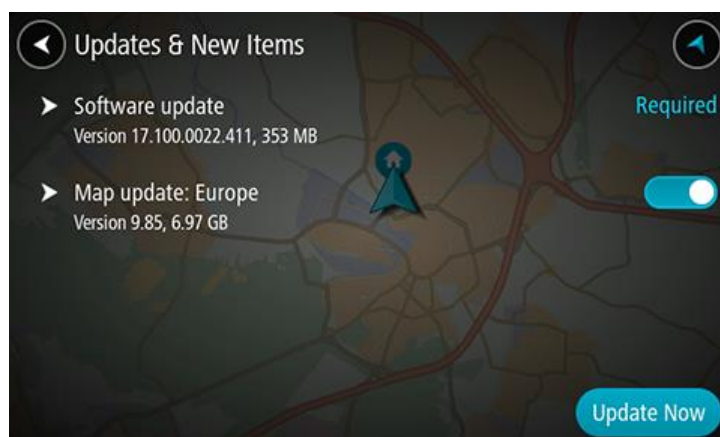 Updates & New Items
Software update
Required
Version 17.100.0022.411, 353 MB
Map update: Europe
Version 9.85, 6.97 GB
Update Now